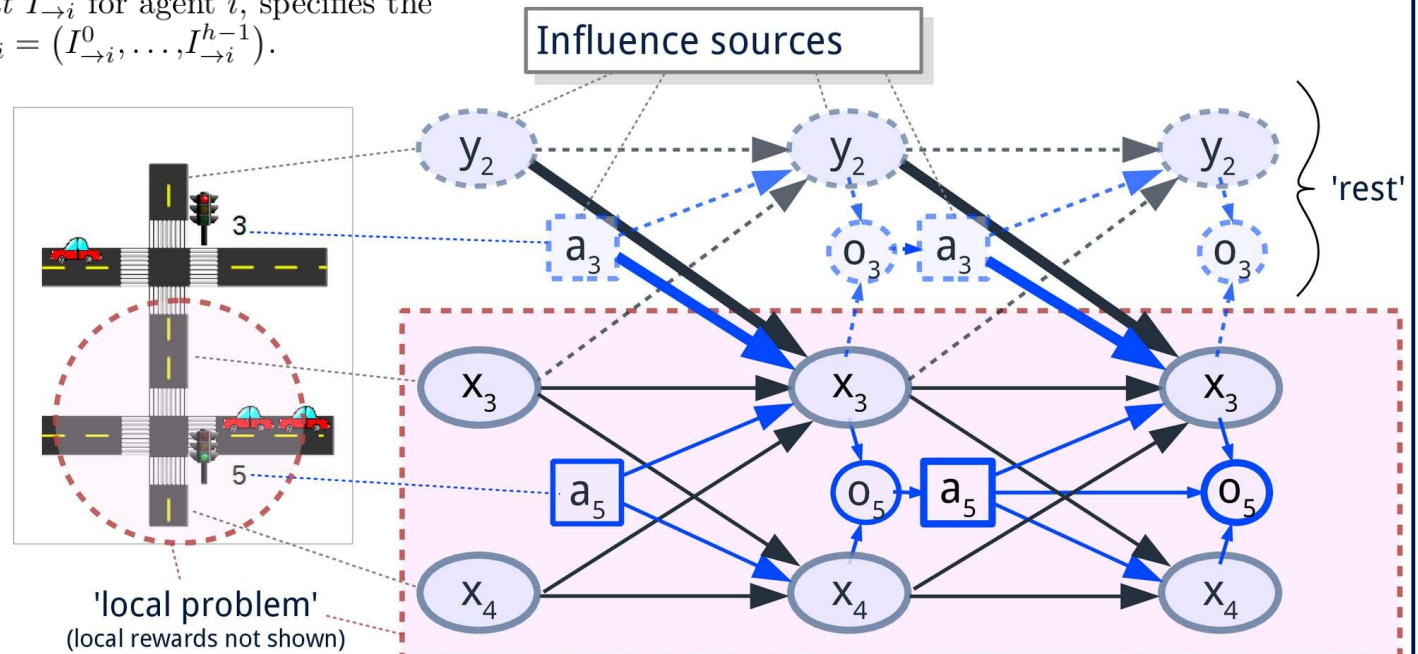 at I→i for agent i, specifies the
i = (I⁰→i, . . . ,Iʰ⁻¹→i).
Influence sources
y₂ y₂ y₂
'rest'
3
a₃ o₃ a₃ o₃
x₃ x₃ x₃
5
a₅ o₅ a₅ o₅
x₄ x₄ x₄
'local problem'
(local rewards not shown)